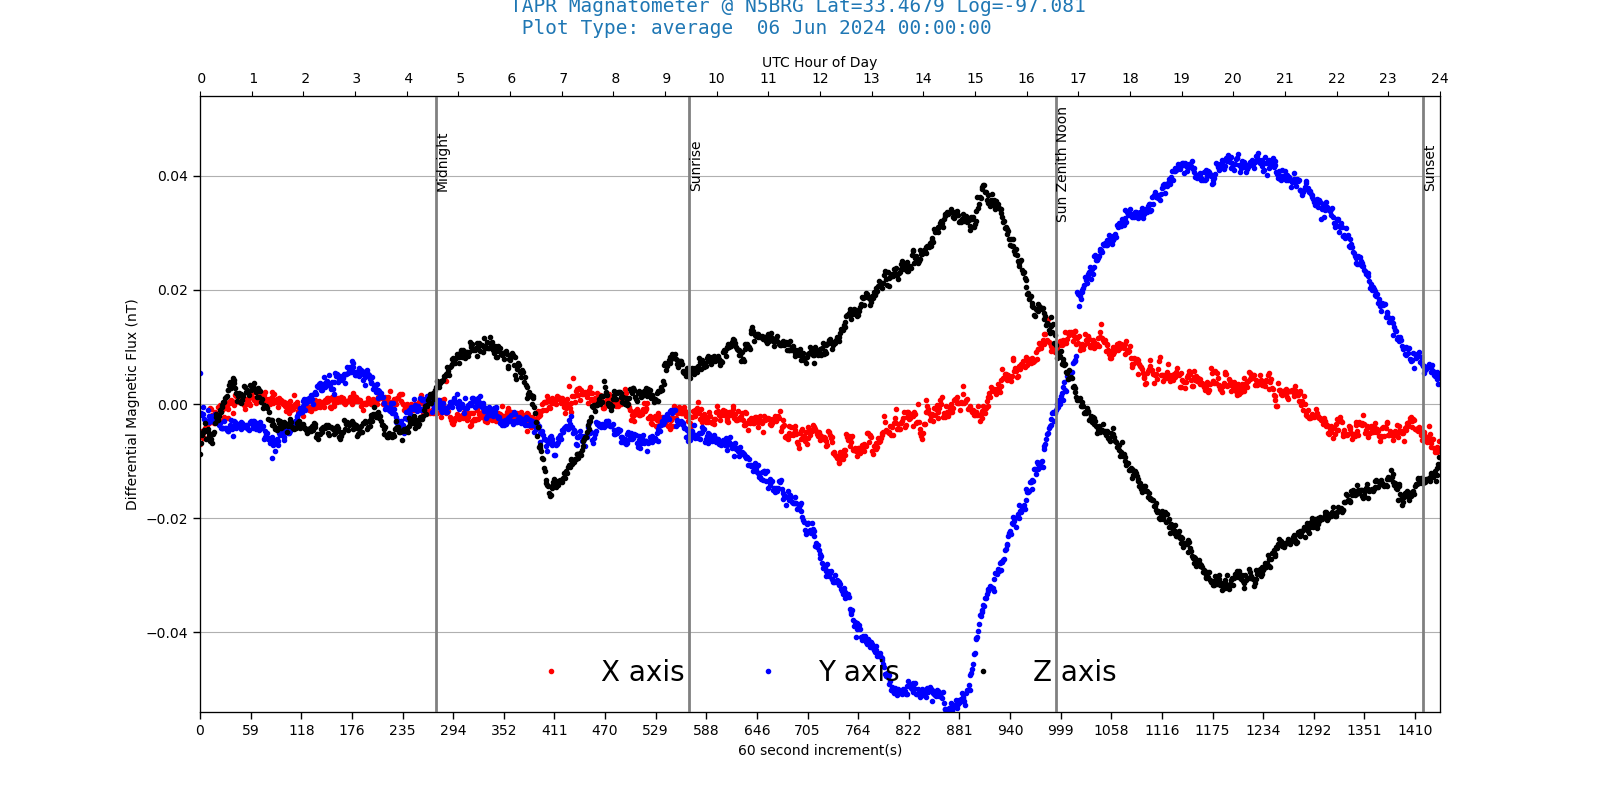 TAPR Magnatometer @ N5BRG Lat=33.4679 Log=-97.081
Plot Type: average  06 Jun 2024 00:00:00
UTC Hour of Day
0 1 2 3 4 5 6 7 8 9 10 11 12 13 14 15 16 17 18 19 20 21 22 23 24
Midnight
Sunrise
Sun Zenith Noon
Sunset
Differential Magnetic Flux (nT)
0.04
0.02
0.00
−0.02
−0.04
X axis Y axis Z axis
0 59 118 176 235 294 352 411 470 529 588 646 705 764 822 881 940 999 1058 1116 1175 1234 1292 1351 1410
60 second increment(s)